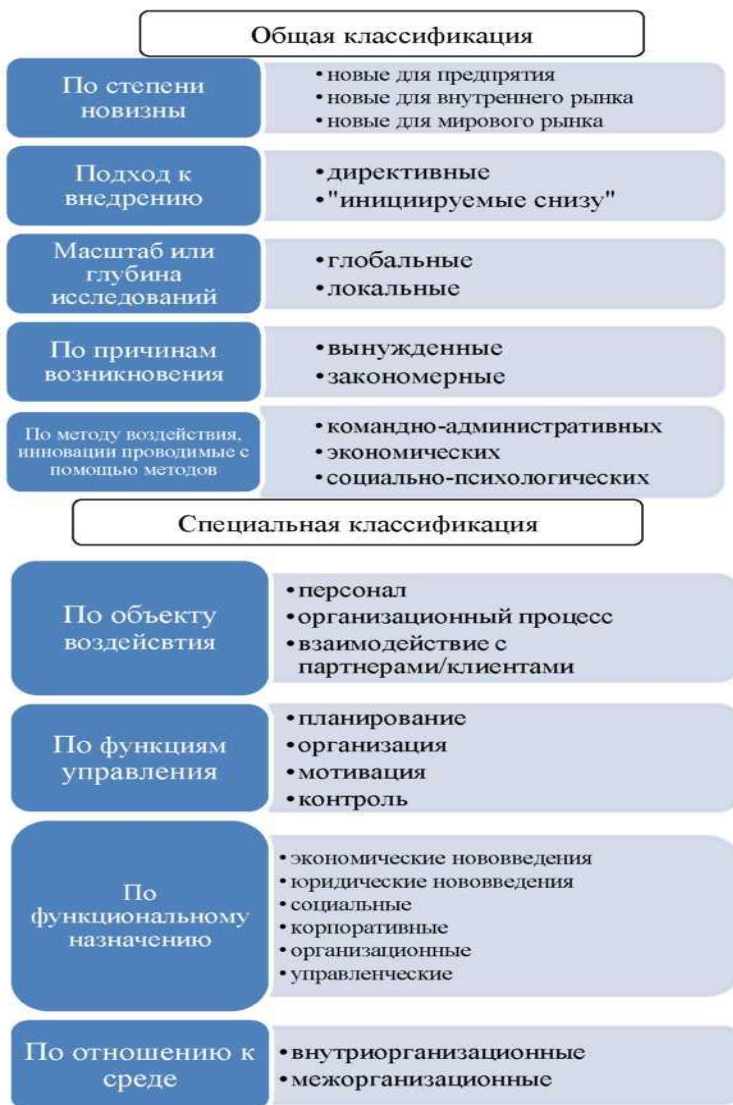 Общая классификация
По степени
новизны
•новые для предпрятия
•новые для внутреннего рынка
•новые для мирового рынка
Подход к
внедрению
•директивные
•"инициируемые снизу"
Масштаб или
глубина
исследований
•глобальные
•локальные
По причинам
возникновения
•вынужденные
•закономерные
По методу воздействия,
инновации проводимые с
помощью методов
•командно-административных
•экономических
•социально-психологических
Специальная классификация
По объекту
воздейсвтия
•персонал
•организационный процесс
•взаимодействие с
партнерами/клиентами
По функциям
управления
•планирование
•организация
•мотивация
•контроль
По
функциональному
назначению
•экономические нововведения
•юридические нововведения
•социальные
•корпоративные
•организационные
•управленческие
По отношению к
среде
•внутриорганизационные
•межорганизационные